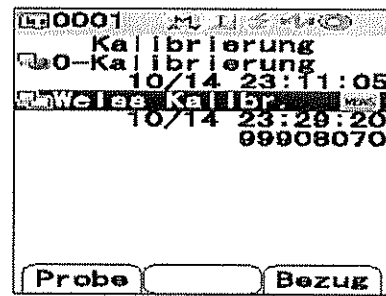 0001
Kalibrierung
0-Kalibrierung
10/14 23:11:05
Weiss Kalibr.
10/14 23:29:20
99908070
Probe Bezug